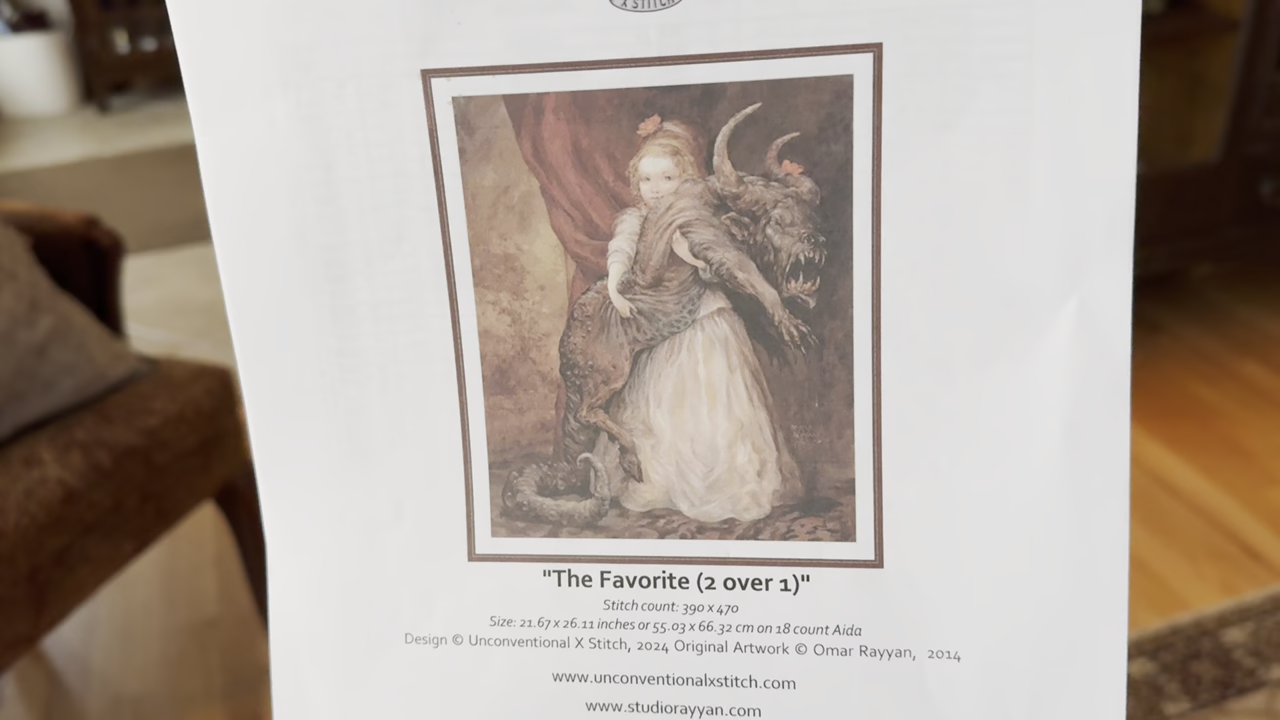 X STITCH
"The Favorite (2 over 1)"
Stitch count: 390 x 470
Size: 21.67 x 26.11 inches or 55.03 x 66.32 cm on 18 count Aida
Design © Unconventional X Stitch, 2024 Original Artwork © Omar Rayyan, 2014
www.unconventionalxstitch.com
www.studiorayyan.com